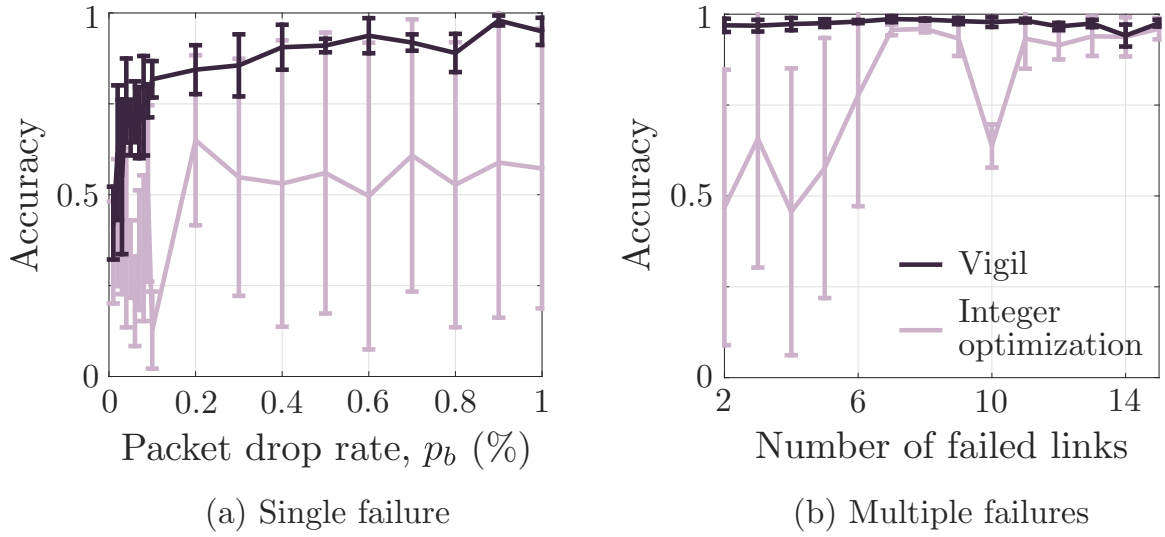 1
0.5
0
Accuracy
0 0.2 0.4 0.6 0.8 1
Packet drop rate, p_b (%)
(a) Single failure
1
0.5
0
Accuracy
Vigil
Integer
optimization
2 6 10 14
Number of failed links
(b) Multiple failures